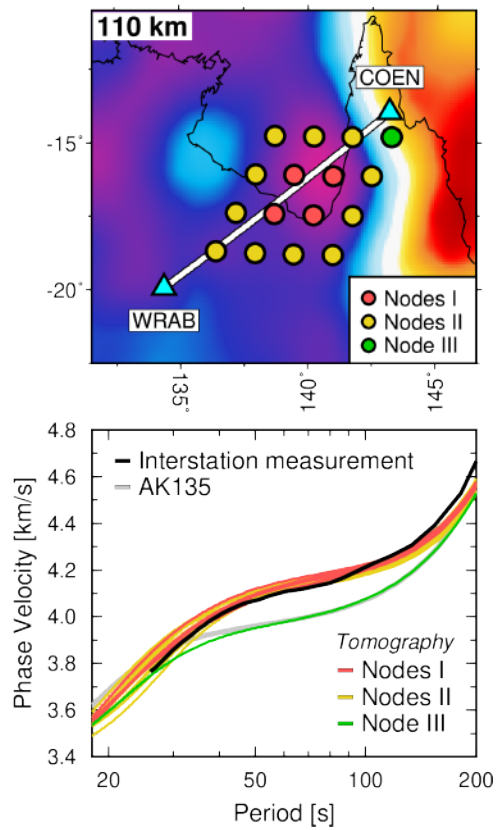 110 km
COEN
-15°
-20°
WRAB
Nodes I
Nodes II
Node III
135°
140°
145°
4.8
4.6
4.4
4.2
4.0
3.8
3.6
3.4
Phase Velocity [km/s]
Interstation measurement
AK135
Tomography
Nodes I
Nodes II
Node III
20 50 100 200
Period [s]